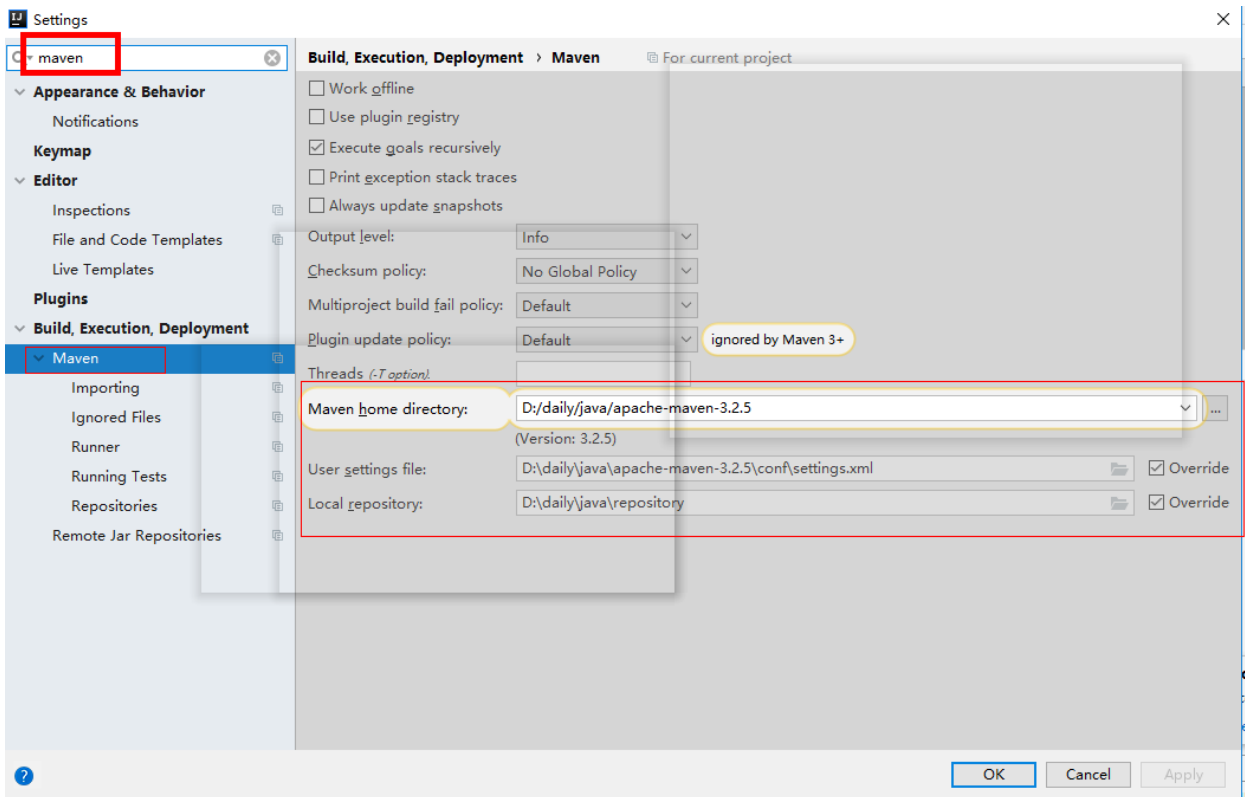 Settings
maven
Appearance & Behavior
Notifications
Keymap
Editor
Inspections
File and Code Templates
Live Templates
Plugins
Build, Execution, Deployment
Maven
Importing
Ignored Files
Runner
Running Tests
Repositories
Remote Jar Repositories
Build, Execution, Deployment › Maven For current project
Work offline
Use plugin registry
Execute goals recursively
Print exception stack traces
Always update snapshots
Output level: Info
Checksum policy: No Global Policy
Multiproject build fail policy: Default
Plugin update policy: Default ignored by Maven 3+
Threads (-T option):
Maven home directory: D:/daily/java/apache-maven-3.2.5 ...
(Version: 3.2.5)
User settings file: D:\daily\java\apache-maven-3.2.5\conf\settings.xml Override
Local repository: D:\daily\java\repository Override
? OK Cancel Apply